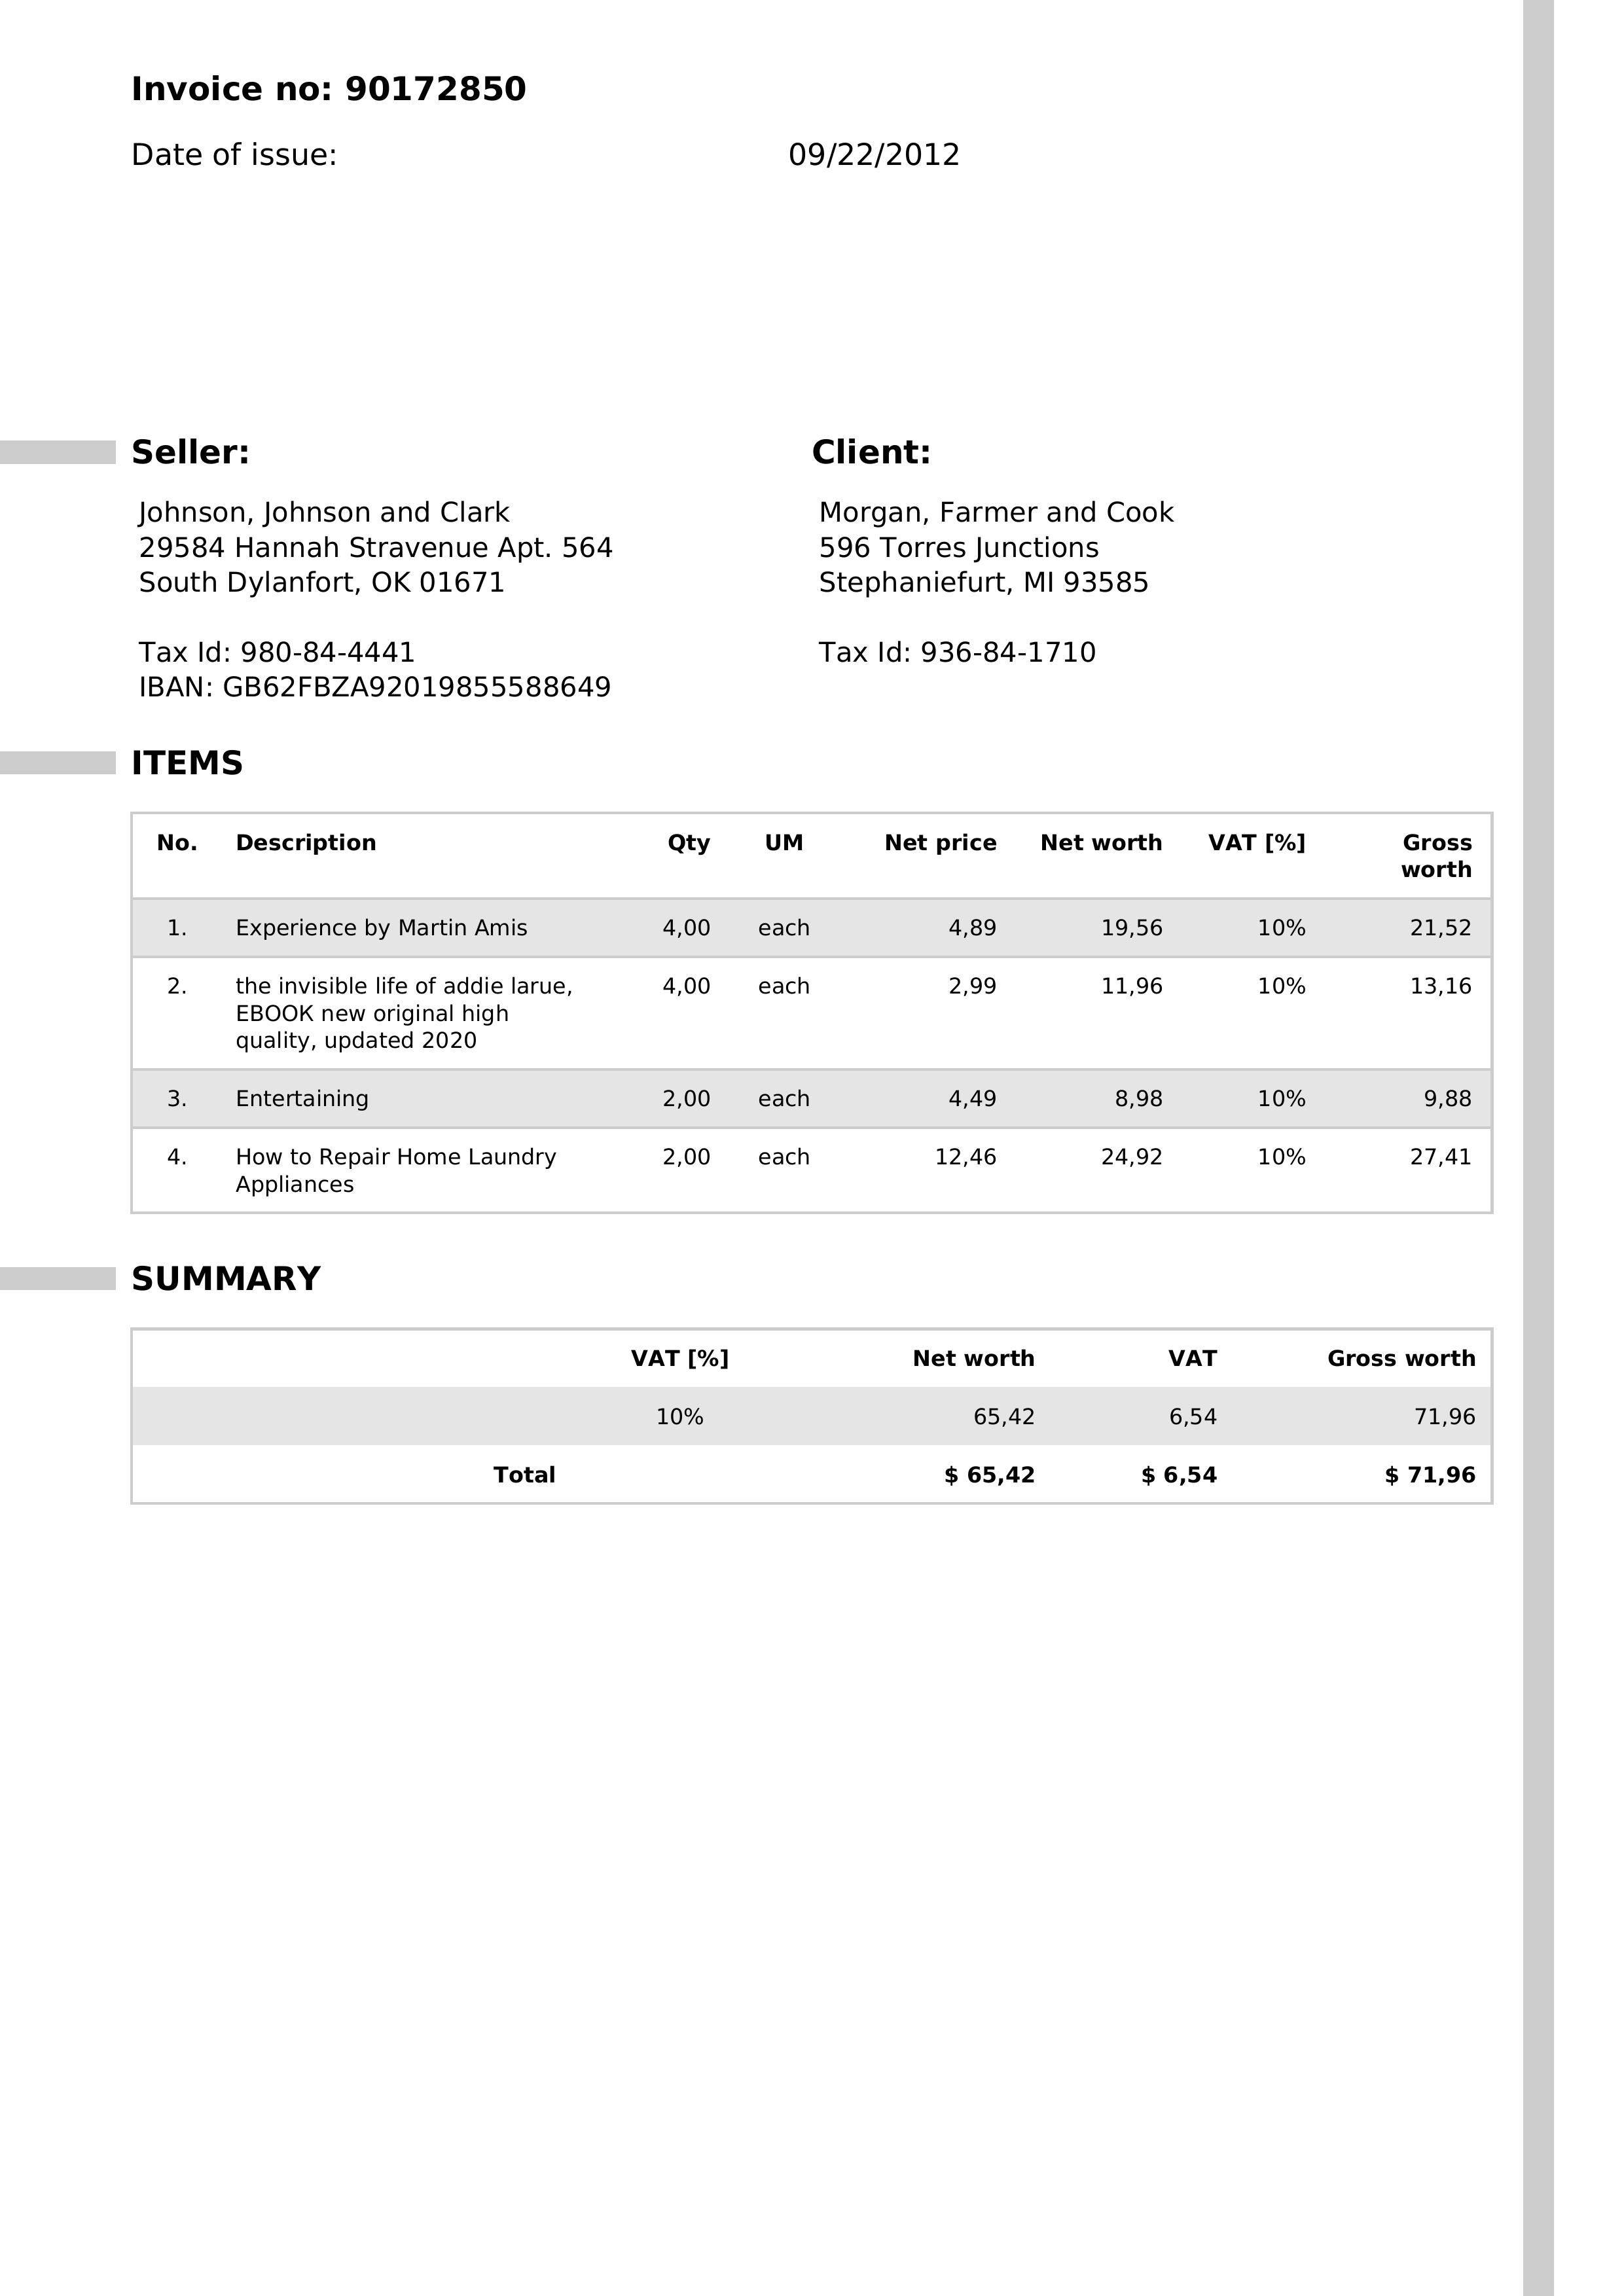 Invoice no: 90172850
Date of issue: 09/22/2012
Seller:
Johnson, Johnson and Clark
29584 Hannah Stravenue Apt. 564
South Dylanfort, OK 01671
Tax Id: 980-84-4441
IBAN: GB62FBZA92019855588649
Client:
Morgan, Farmer and Cook
596 Torres Junctions
Stephaniefurt, MI 93585
Tax Id: 936-84-1710
ITEMS
No. Description Qty UM Net price Net worth VAT [%] Gross
worth
1. Experience by Martin Amis 4,00 each 4,89 19,56 10% 21,52
2. the invisible life of addie larue, 4,00 each 2,99 11,96 10% 13,16
EBOOK new original high
quality, updated 2020
3. Entertaining 2,00 each 4,49 8,98 10% 9,88
4. How to Repair Home Laundry 2,00 each 12,46 24,92 10% 27,41
Appliances
SUMMARY
VAT [%] Net worth VAT Gross worth
10% 65,42 6,54 71,96
Total $ 65,42 $ 6,54 $ 71,96